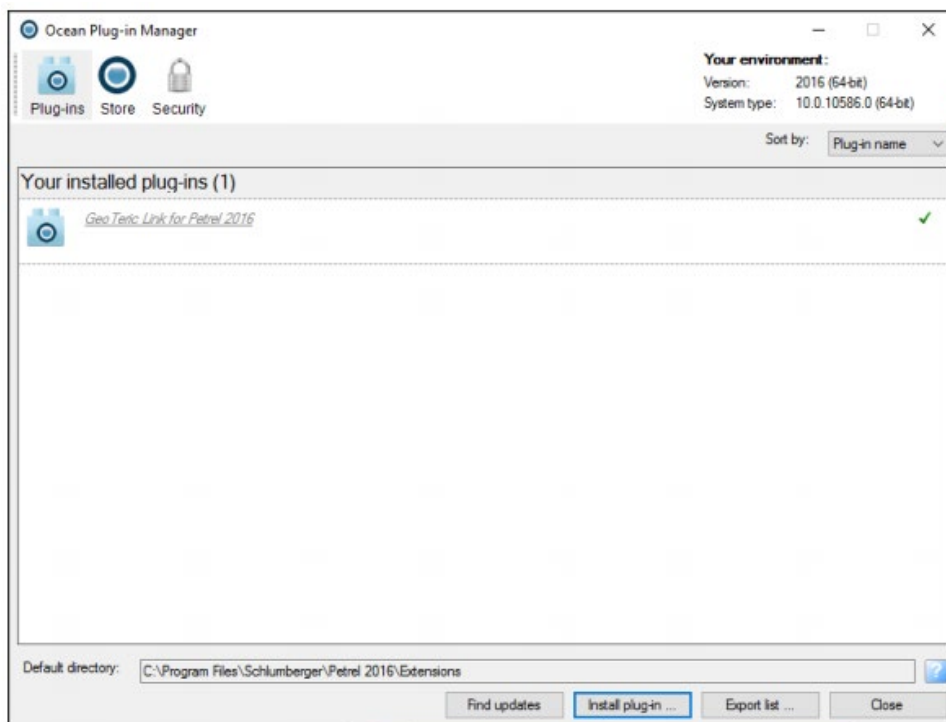 Ocean Plug-in Manager
Plug-ins Store Security
Your environment:
Version: 2016 (64-bit)
System type: 10.0.10586.0 (64-bit)
Sort by: Plug-in name
Your installed plug-ins (1)
GeoTeric Link for Petrel 2016
Default directory: C:\Program Files\Schlumberger\Petrel 2016\Extensions
?
Find updates Install plug-in ... Export list ... Close